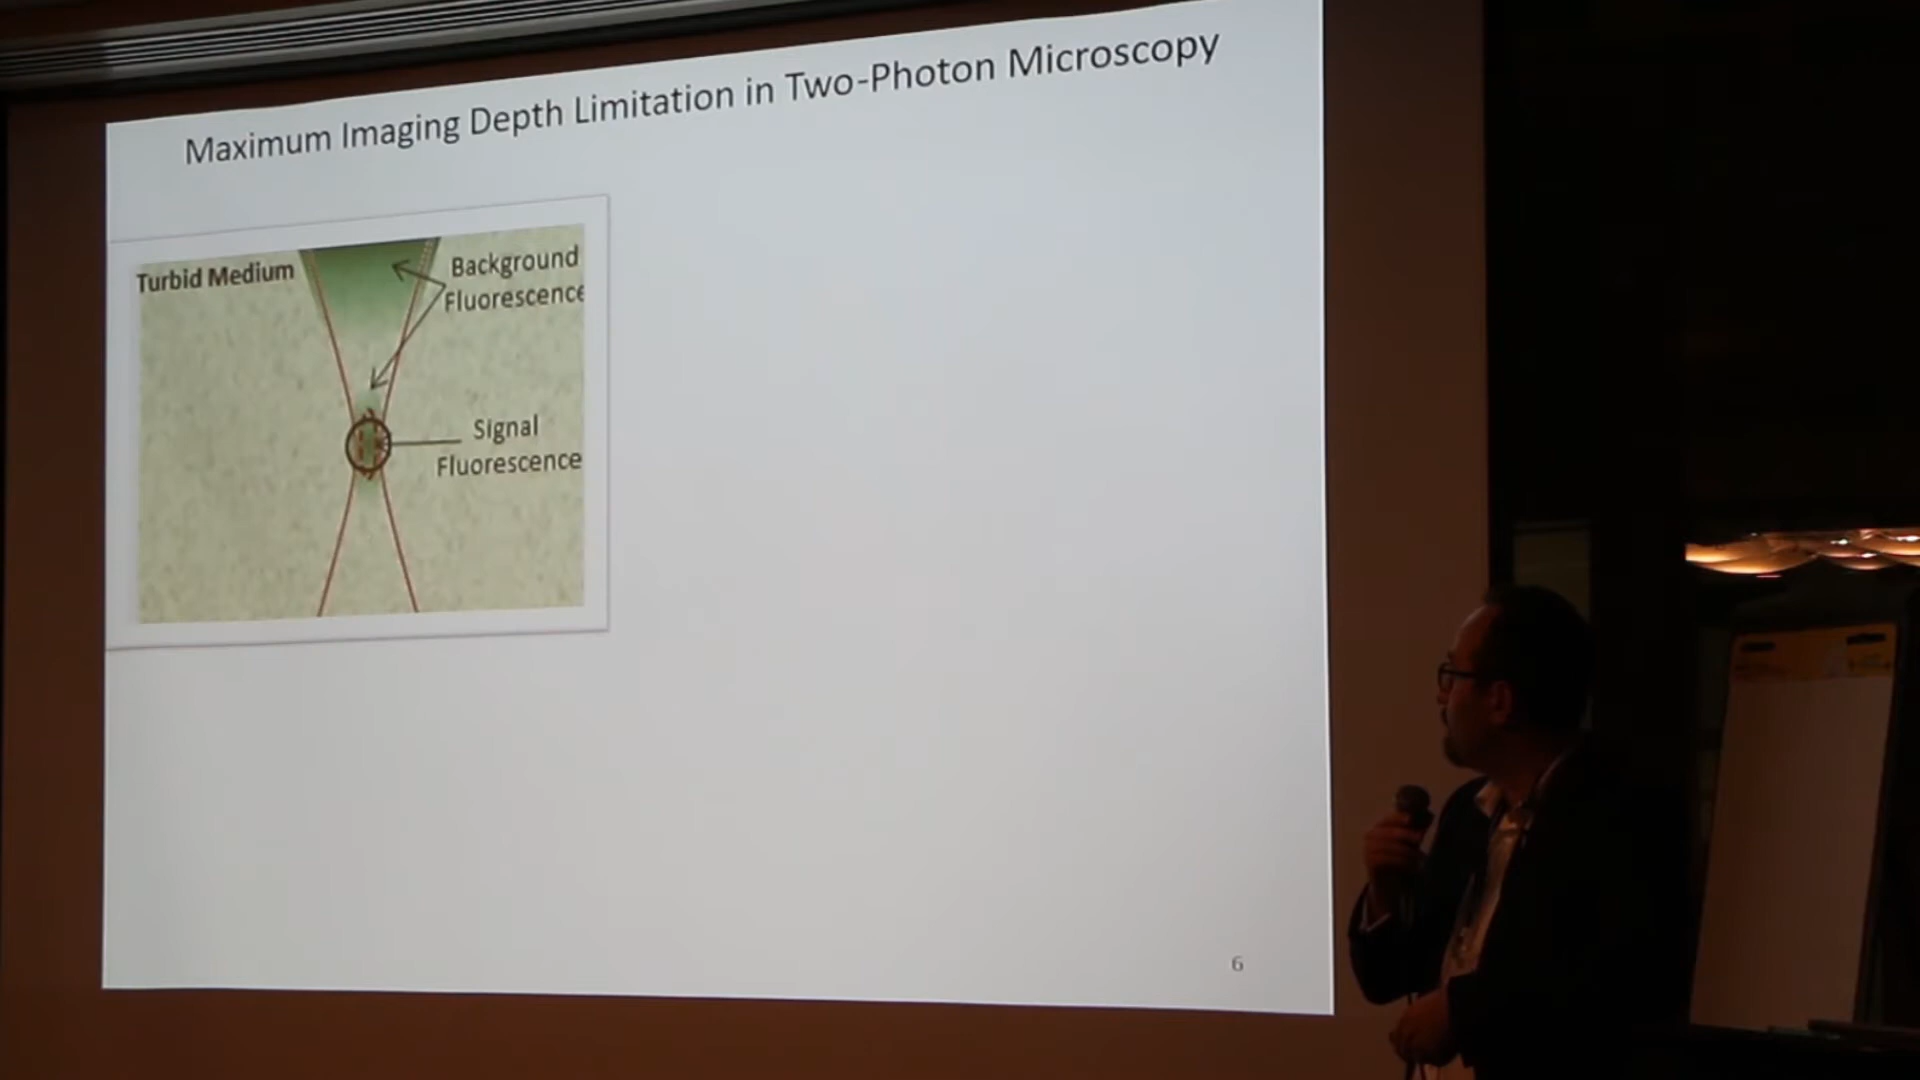 Maximum Imaging Depth Limitation in Two-Photon Microscopy
Turbid Medium
Background
Fluorescence
Signal
Fluorescence
6